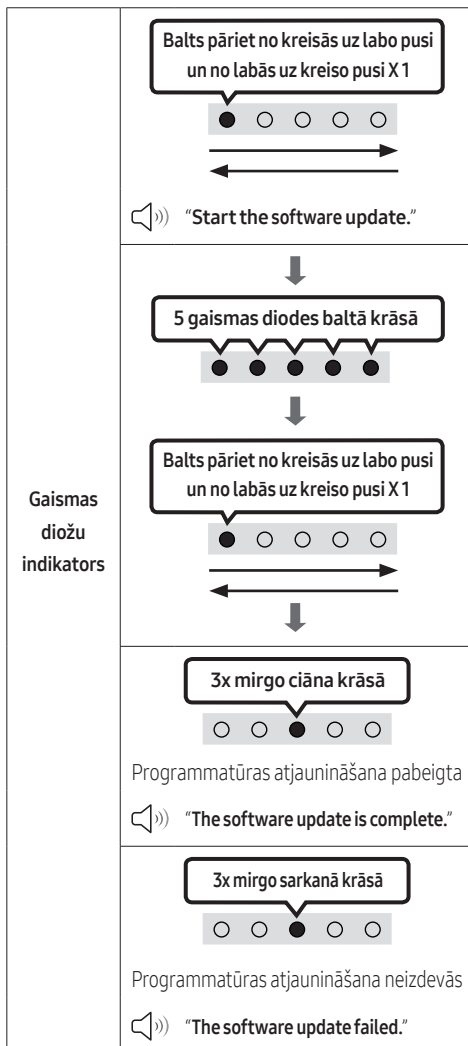 Gaismas
diožu
indikators
Balts pāriet no kreisās uz labo pusi
un no labās uz kreiso pusi X 1
“Start the software update.”
5 gaismas diodes baltā krāsā
Balts pāriet no kreisās uz labo pusi
un no labās uz kreiso pusi X 1
3x mirgo ciāna krāsā
Programmatūras atjaunināšana pabeigta
“The software update is complete.”
3x mirgo sarkanā krāsā
Programmatūras atjaunināšana neizdevās
“The software update failed.”